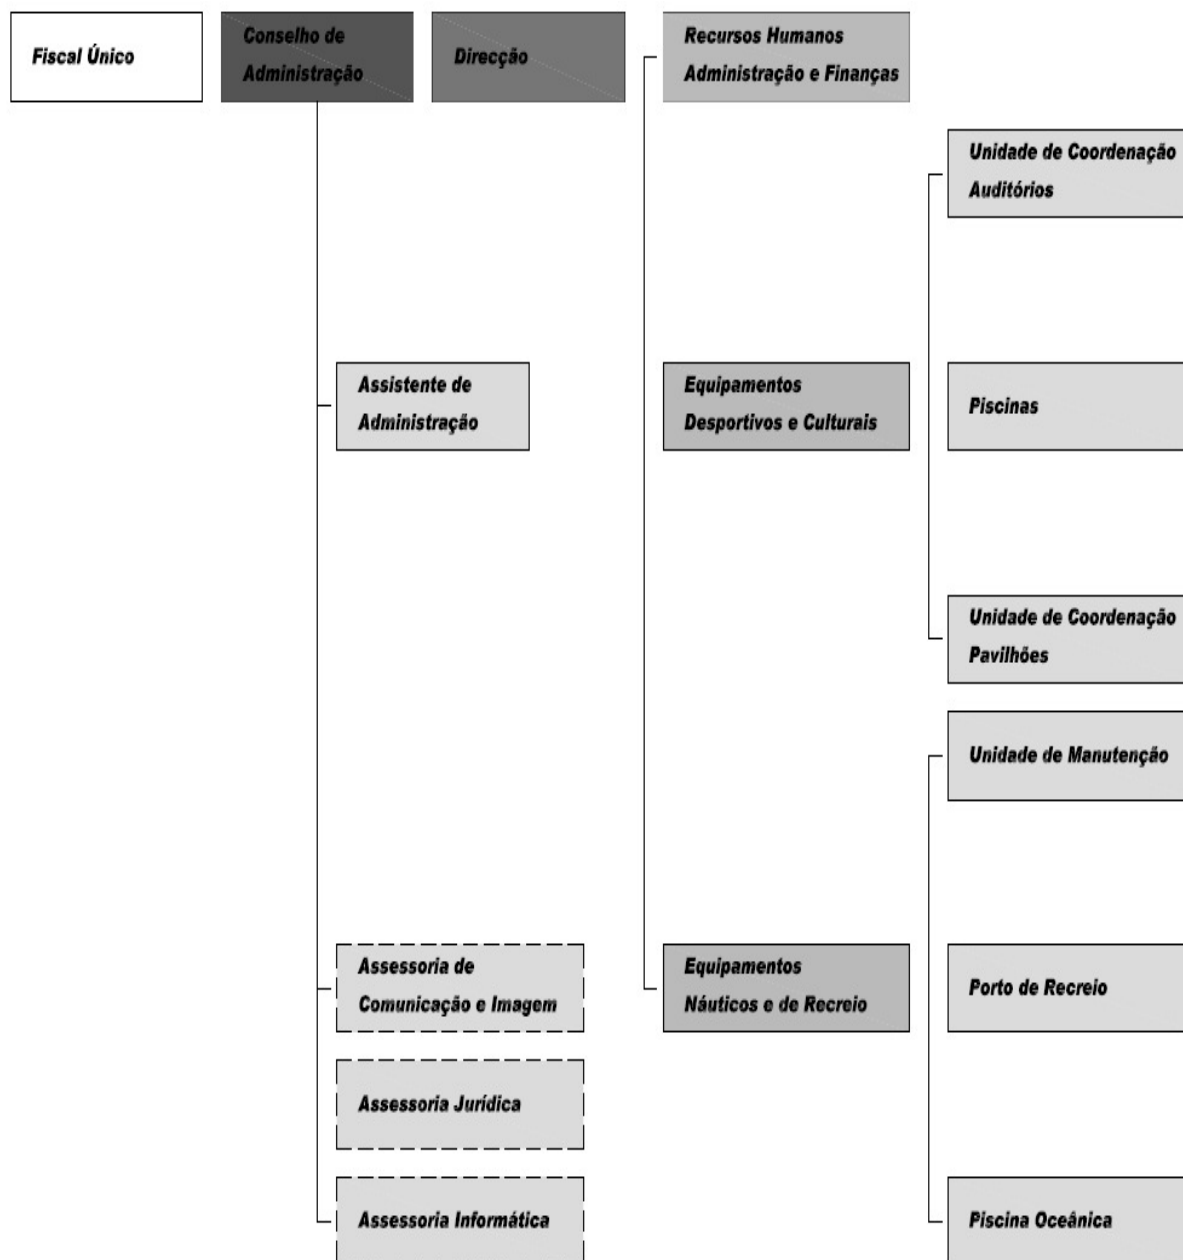 Fiscal Único
Conselho de
Administração
Direcção
Recursos Humanos
Administração e Finanças
Unidade de Coordenação
Auditórios
Assistente de
Administração
Equipamentos
Desportivos e Culturais
Piscinas
Unidade de Coordenação
Pavilhões
Unidade de Manutenção
Assessoria de
Comunicação e Imagem
Equipamentos
Náuticos e de Recreio
Porto de Recreio
Assessoria Jurídica
Assessoria Informática
Piscina Oceânica